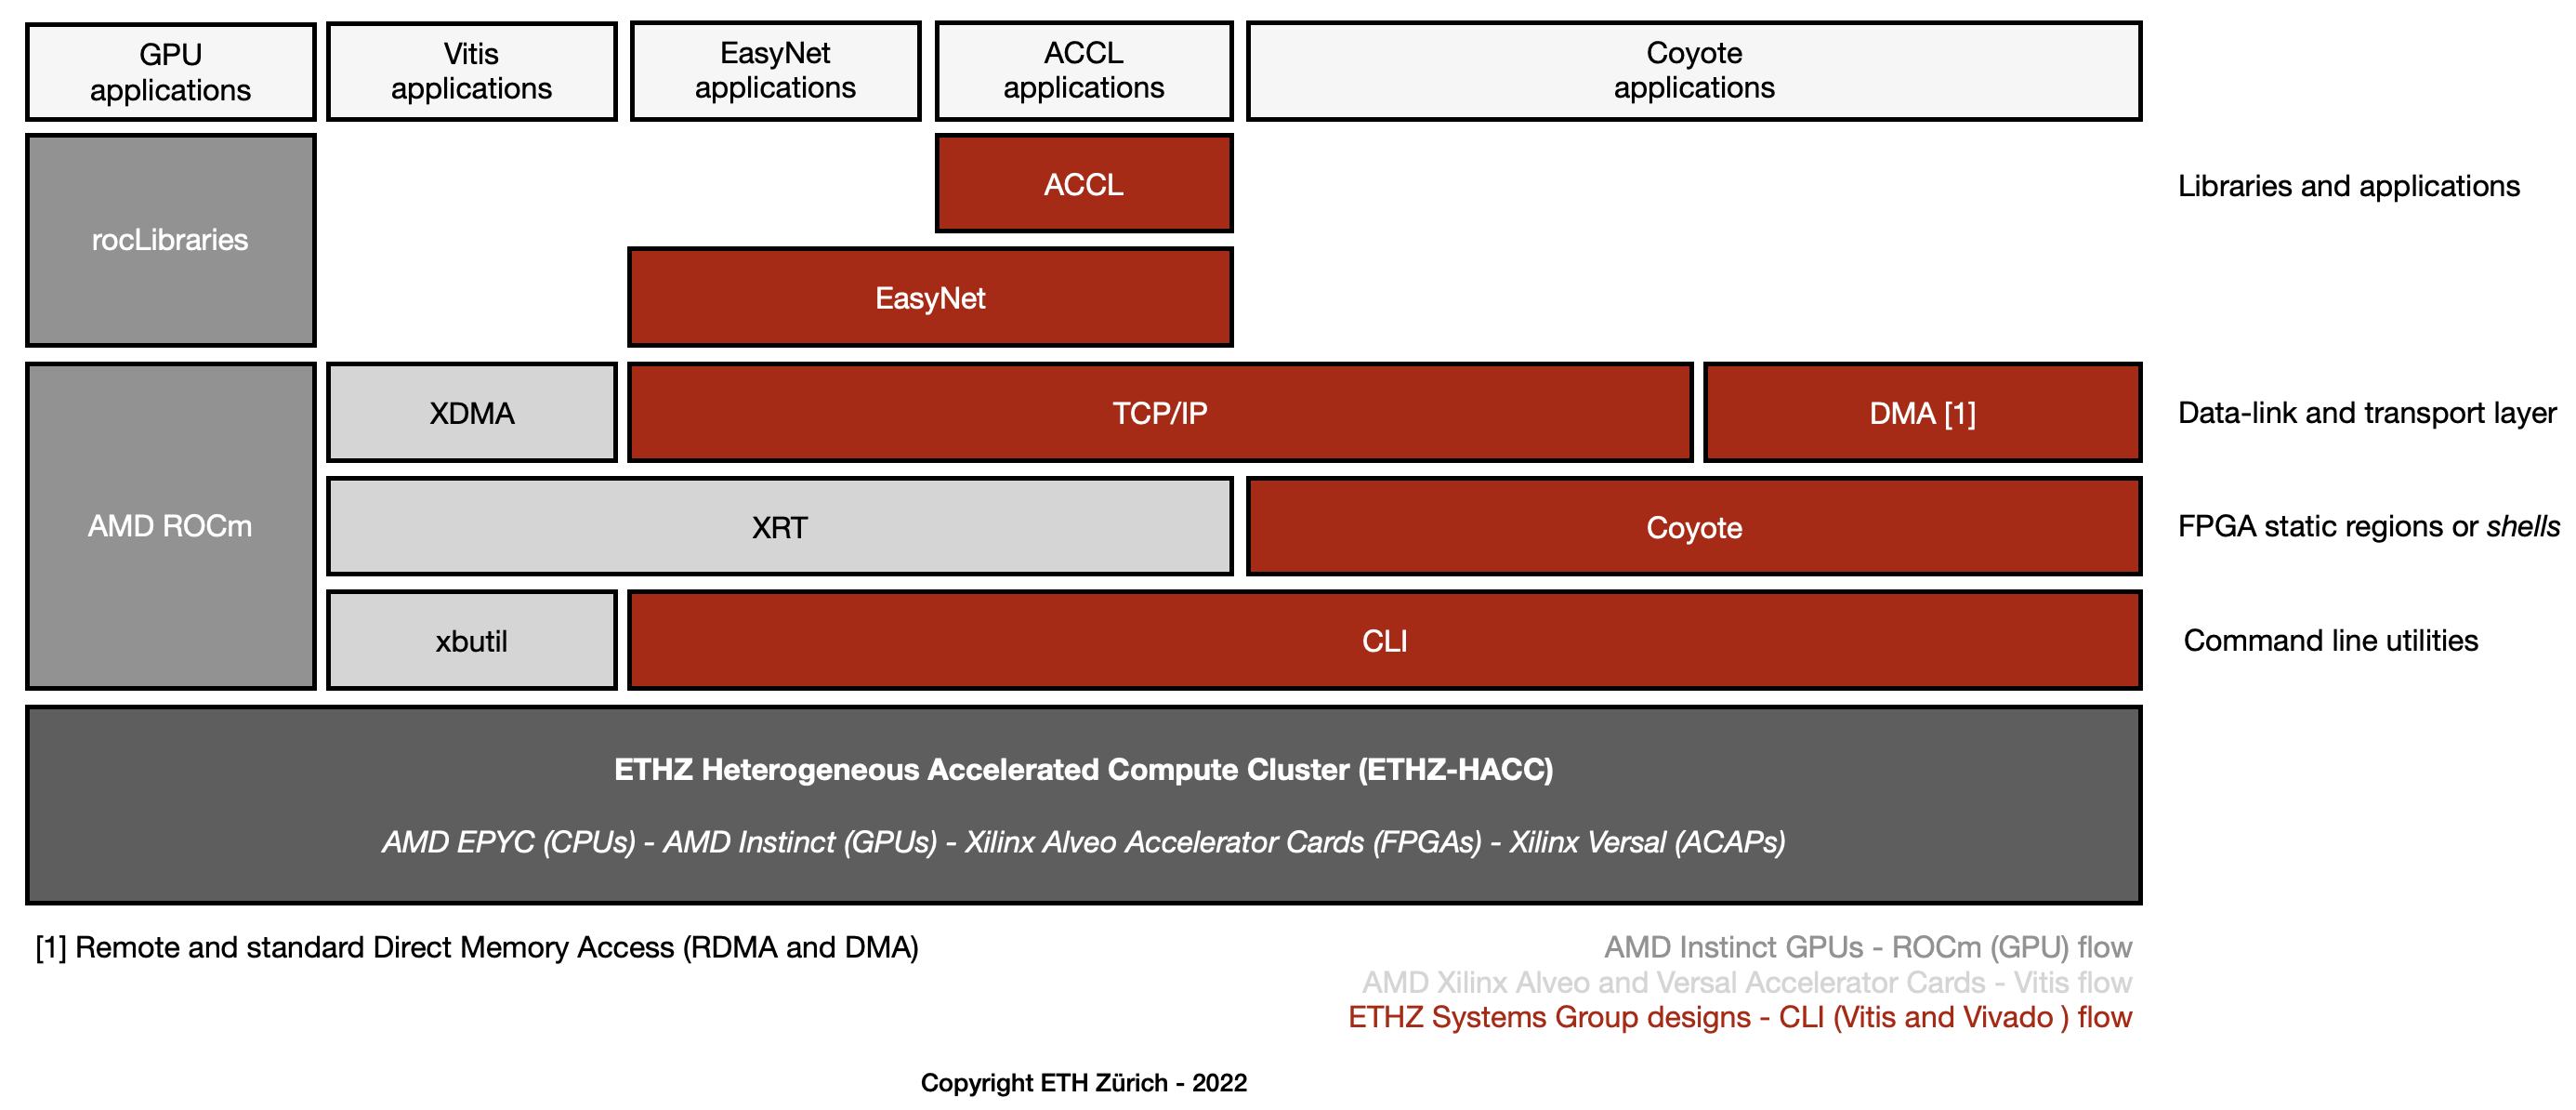 GPU
applications
Vitis
applications
EasyNet
applications
ACCL
applications
Coyote
applications
rocLibraries
ACCL
Libraries and applications
EasyNet
AMD ROCm
XDMA
TCP/IP
DMA [1]
Data-link and transport layer
XRT
Coyote
FPGA static regions or shells
xbutil
CLI
Command line utilities
ETHZ Heterogeneous Accelerated Compute Cluster (ETHZ-HACC)
AMD EPYC (CPUs) - AMD Instinct (GPUs) - Xilinx Alveo Accelerator Cards (FPGAs) - Xilinx Versal (ACAPs)
[1] Remote and standard Direct Memory Access (RDMA and DMA)
AMD Instinct GPUs - ROCm (GPU) flow
AMD Xilinx Alveo and Versal Accelerator Cards - Vitis flow
ETHZ Systems Group designs - CLI (Vitis and Vivado ) flow
Copyright ETH Zürich - 2022